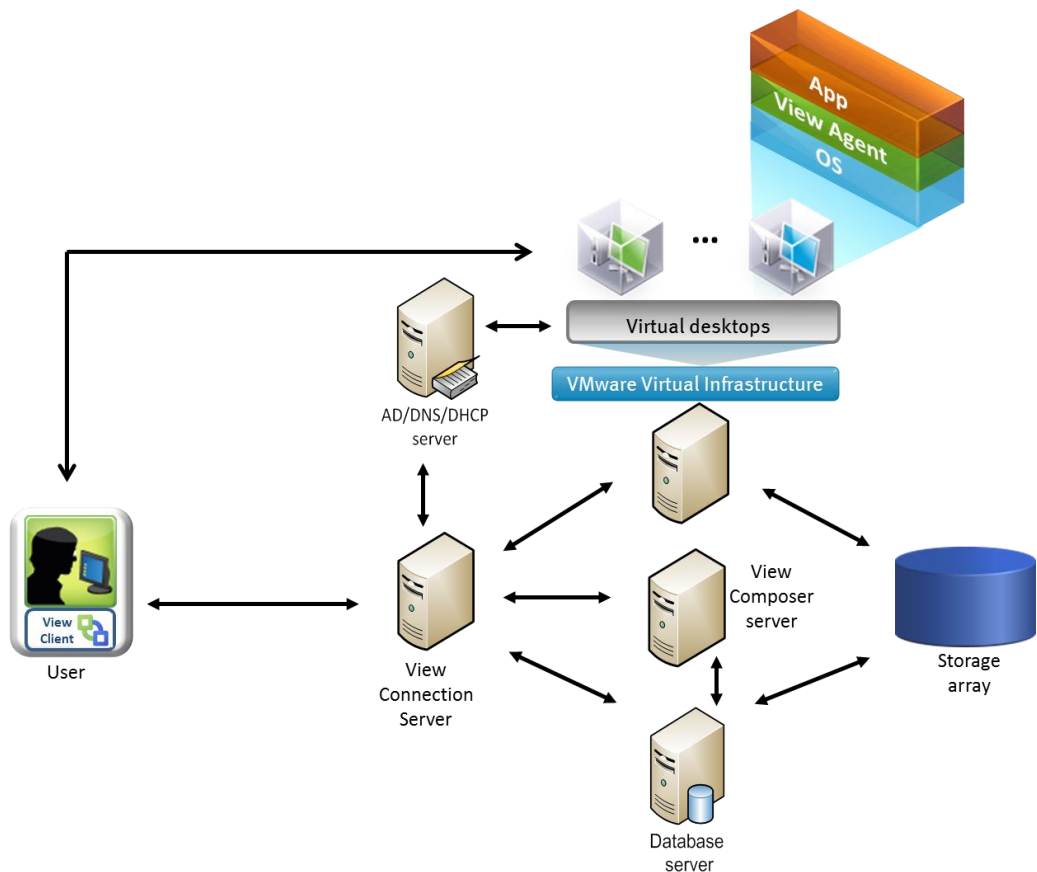 App
View Agent
OS
...
Virtual desktops
VMware Virtual Infrastructure
AD/DNS/DHCP
server
View
Client
User
View
Connection
Server
View
Composer
server
Storage
array
Database
server